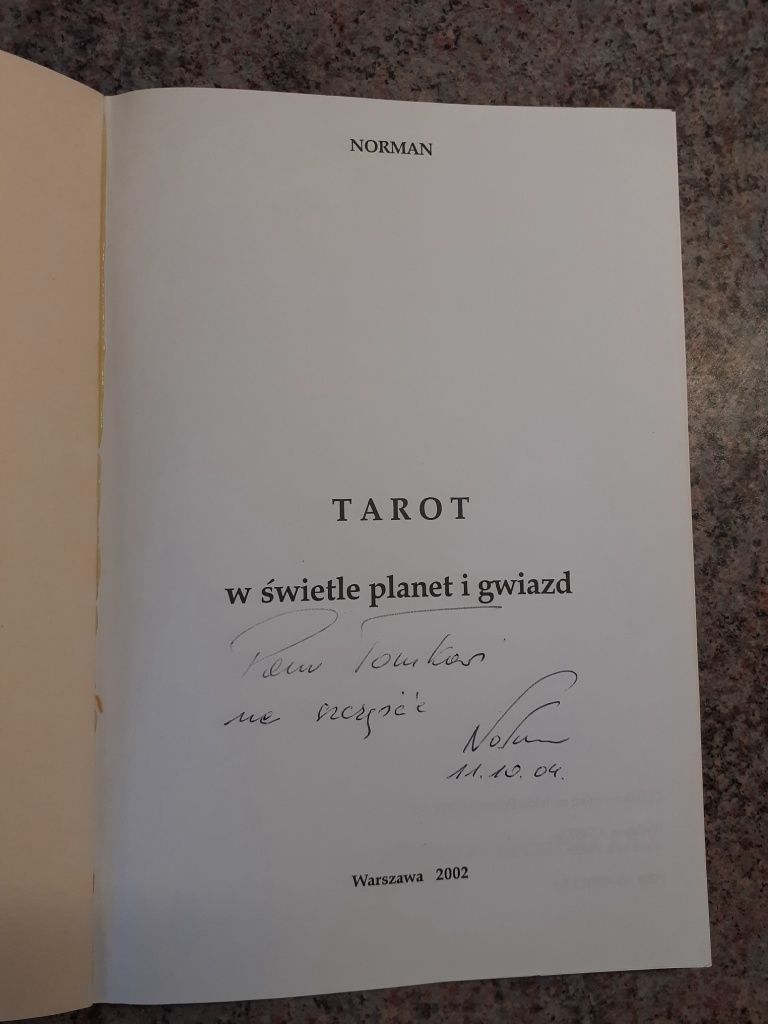 NORMAN
TAROT
w świetle planet i gwiazd
Panu Tomkowi
na szczęście
11.10.04.
Warszawa 2002